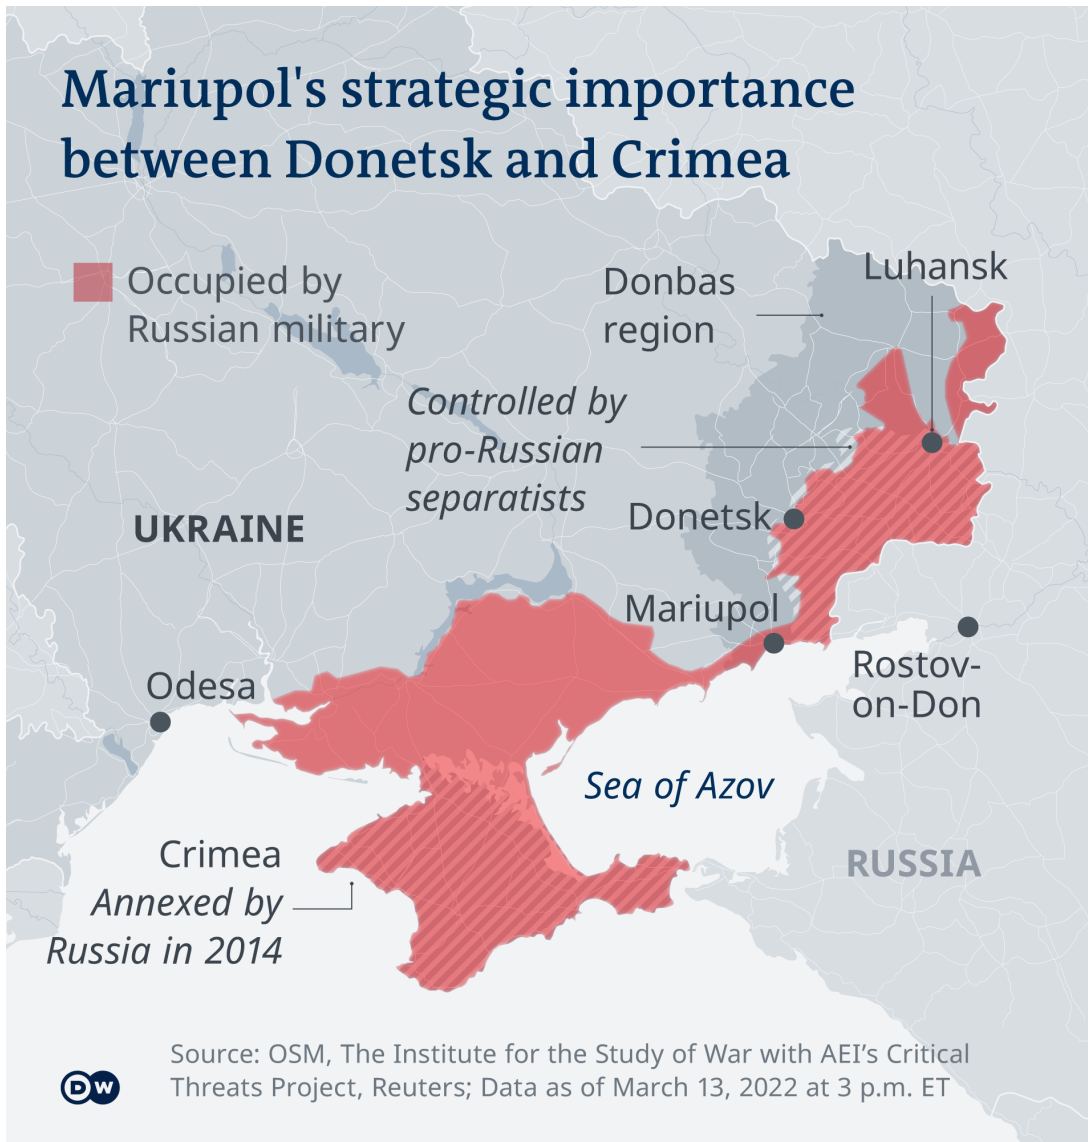 Mariupol's strategic importance
between Donetsk and Crimea
Occupied by
Russian military
Donbas
region
Luhansk
Controlled by
pro-Russian
separatists
UKRAINE
Donetsk
Mariupol
Rostov-
on-Don
Odesa
Sea of Azov
Crimea
Annexed by
Russia in 2014
RUSSIA
Source: OSM, The Institute for the Study of War with AEI’s Critical
Threats Project, Reuters; Data as of March 13, 2022 at 3 p.m. ET
DW